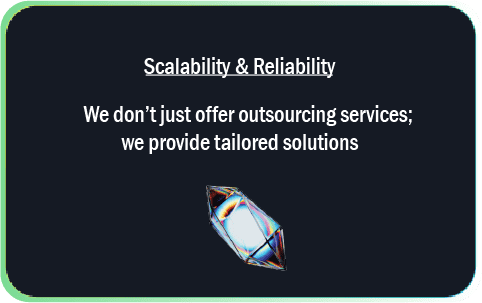 Scalability & Reliability
We don’t just offer outsourcing services;
we provide tailored solutions